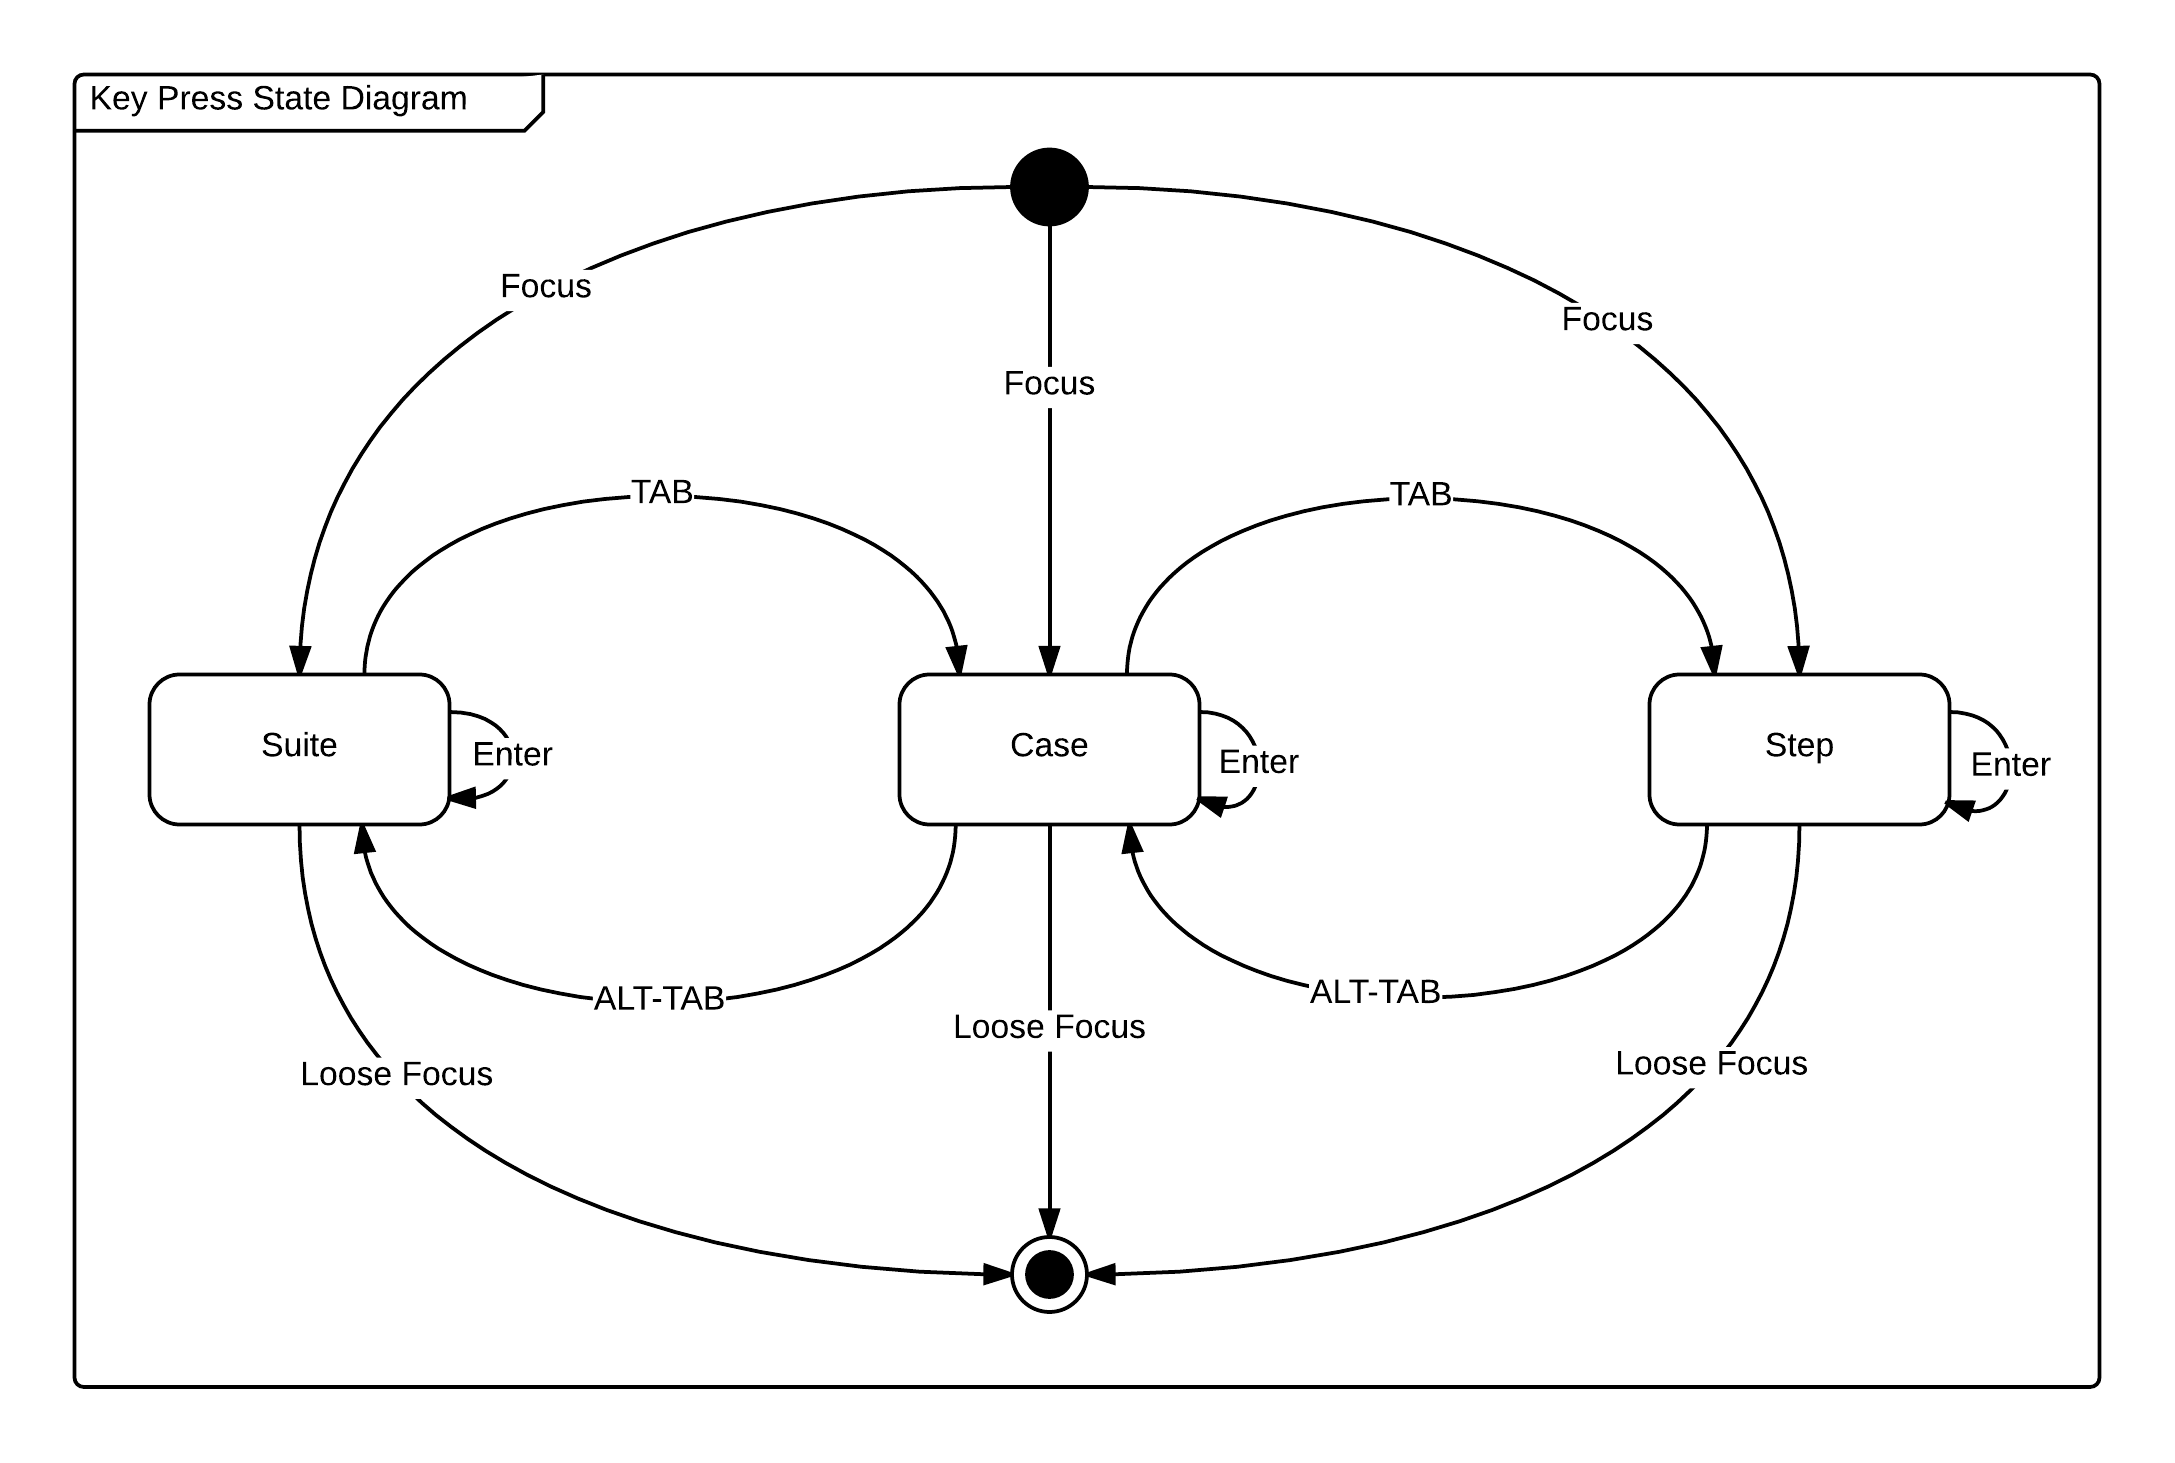 Key Press State Diagram
Focus
Focus
Focus
TAB
TAB
Suite
Enter
Case
Enter
Step
Enter
ALT-TAB
ALT-TAB
Loose Focus
Loose Focus
Loose Focus